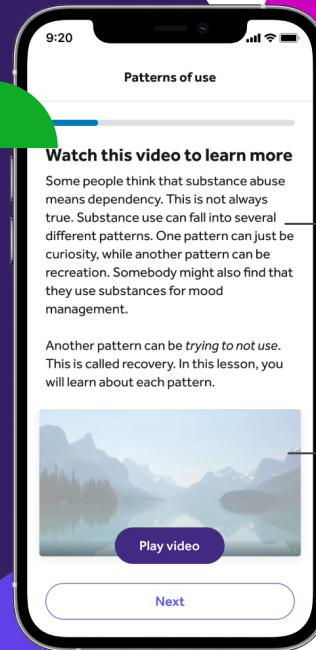 9:20
Patterns of use
Watch this video to learn more
Some people think that substance abuse
means dependency. This is not always
true. Substance use can fall into several
different patterns. One pattern can just be
curiosity, while another pattern can be
recreation. Somebody might also find that
they use substances for mood
management.
Another pattern can be trying to not use.
This is called recovery. In this lesson, you
will learn about each pattern.
Play video
Next